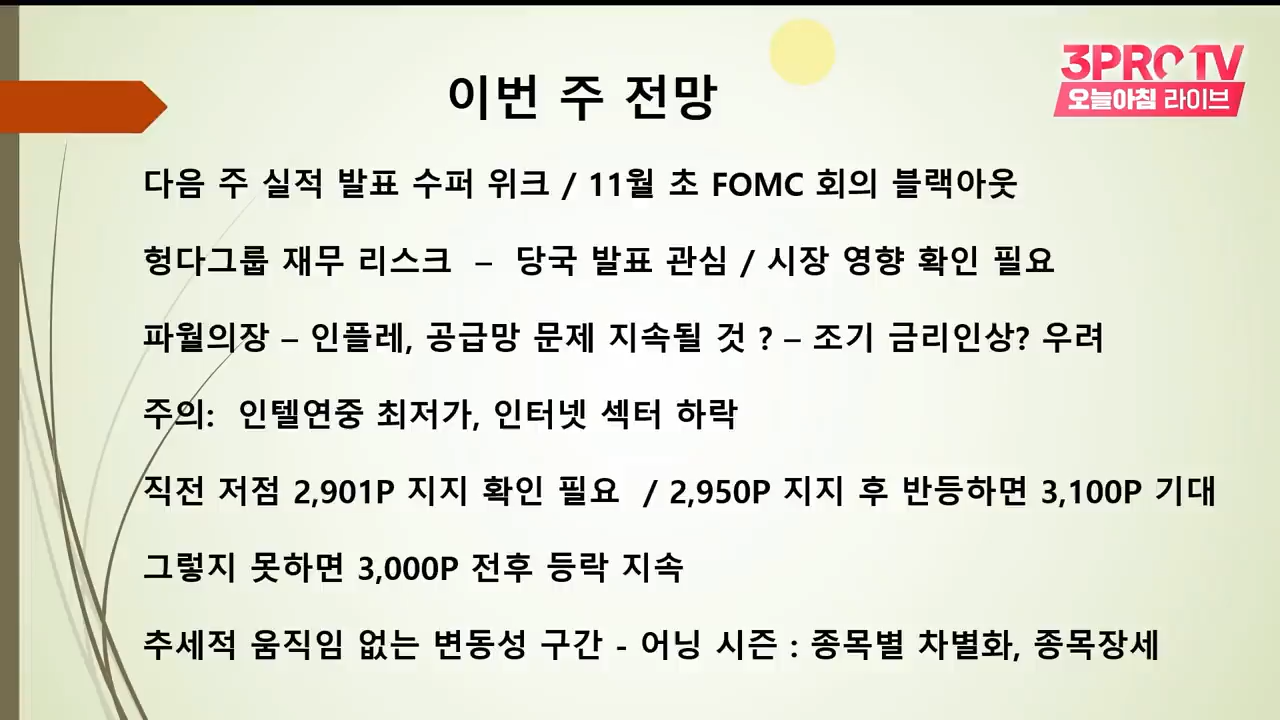 3PRO TV
오늘아침 라이브
이번 주 전망
다음 주 실적 발표 수퍼 위크 / 11월 초 FOMC 회의 블랙아웃
헝다그룹 재무 리스크 – 당국 발표 관심 / 시장 영향 확인 필요
파월의장 – 인플레, 공급망 문제 지속될 것 ? – 조기 금리인상? 우려
주의: 인텔연중 최저가, 인터넷 섹터 하락
직전 저점 2,901P 지지 확인 필요 / 2,950P 지지 후 반등하면 3,100P 기대
그렇지 못하면 3,000P 전후 등락 지속
추세적 움직임 없는 변동성 구간 - 어닝 시즌 : 종목별 차별화, 종목장세